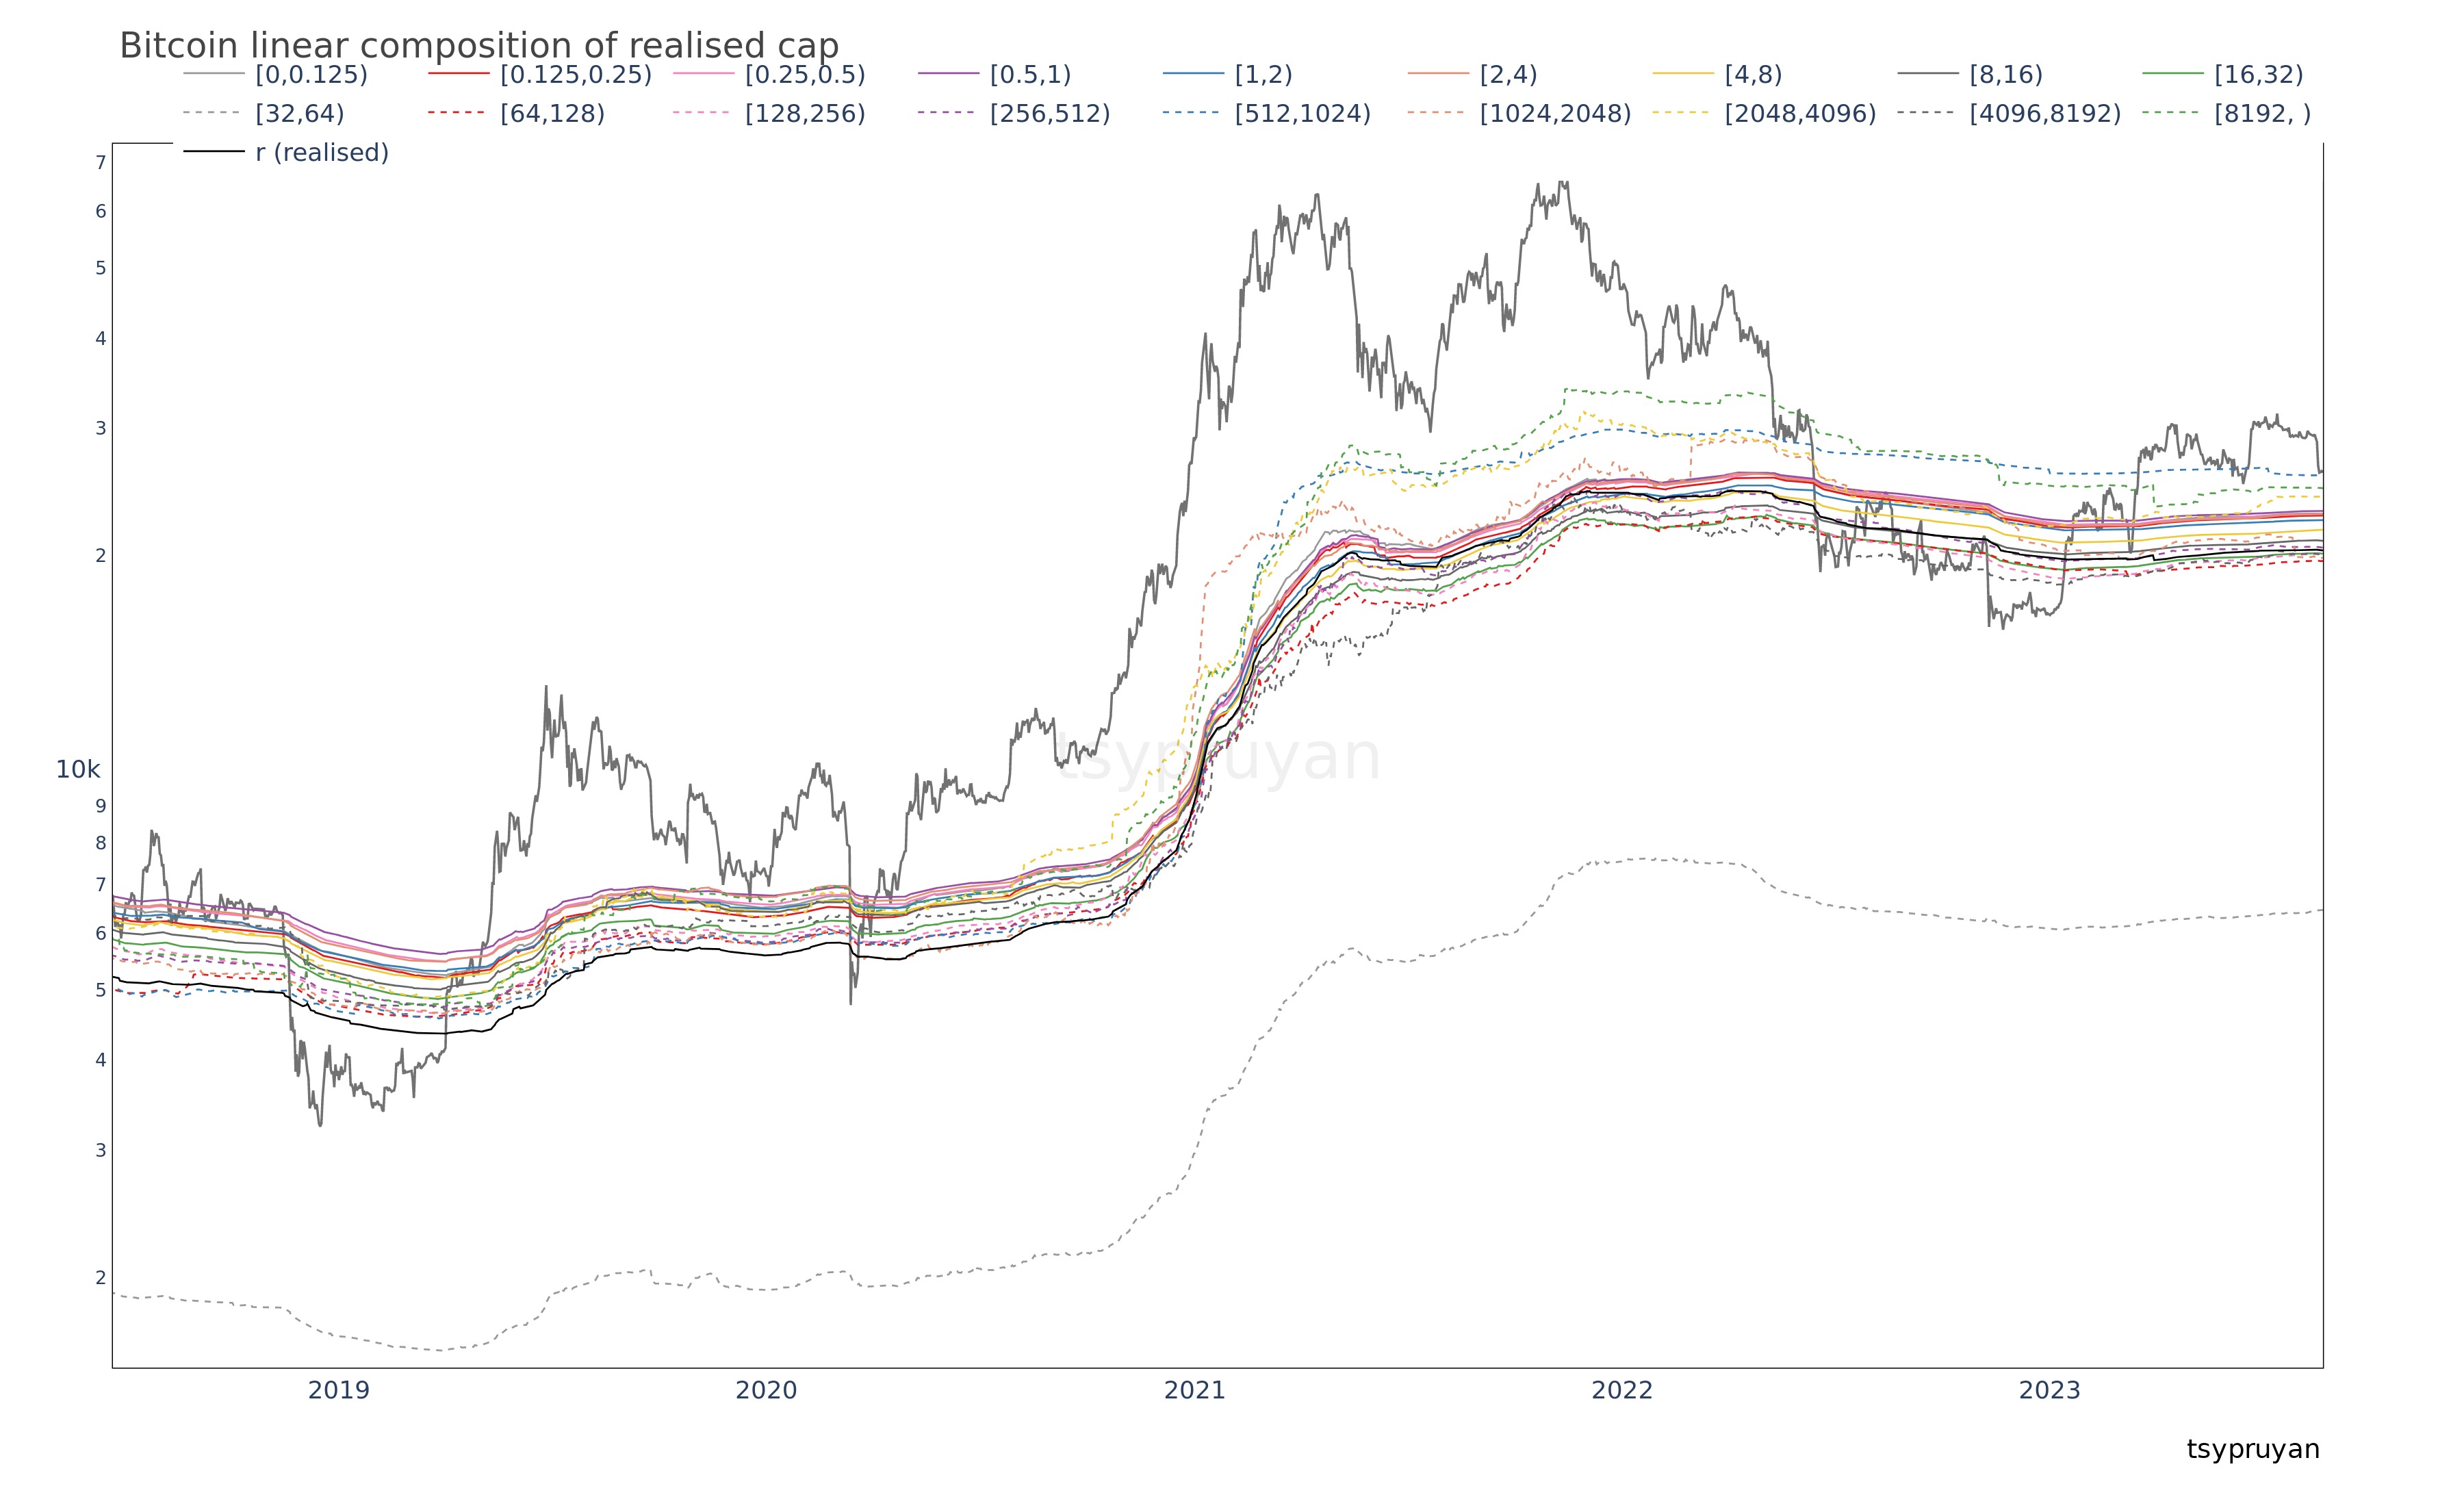 Bitcoin linear composition of realised cap
[0,0.125) [0.125,0.25) [0.25,0.5) [0.5,1) [1,2) [2,4) [4,8) [8,16) [16,32)
[32,64) [64,128) [128,256) [256,512) [512,1024) [1024,2048) [2048,4096) [4096,8192) [8192, )
r (realised)
7
6
5
4
3
2
10k
9
8
7
6
5
4
3
2
tsypruyan
2019 2020 2021 2022 2023
tsypruyan